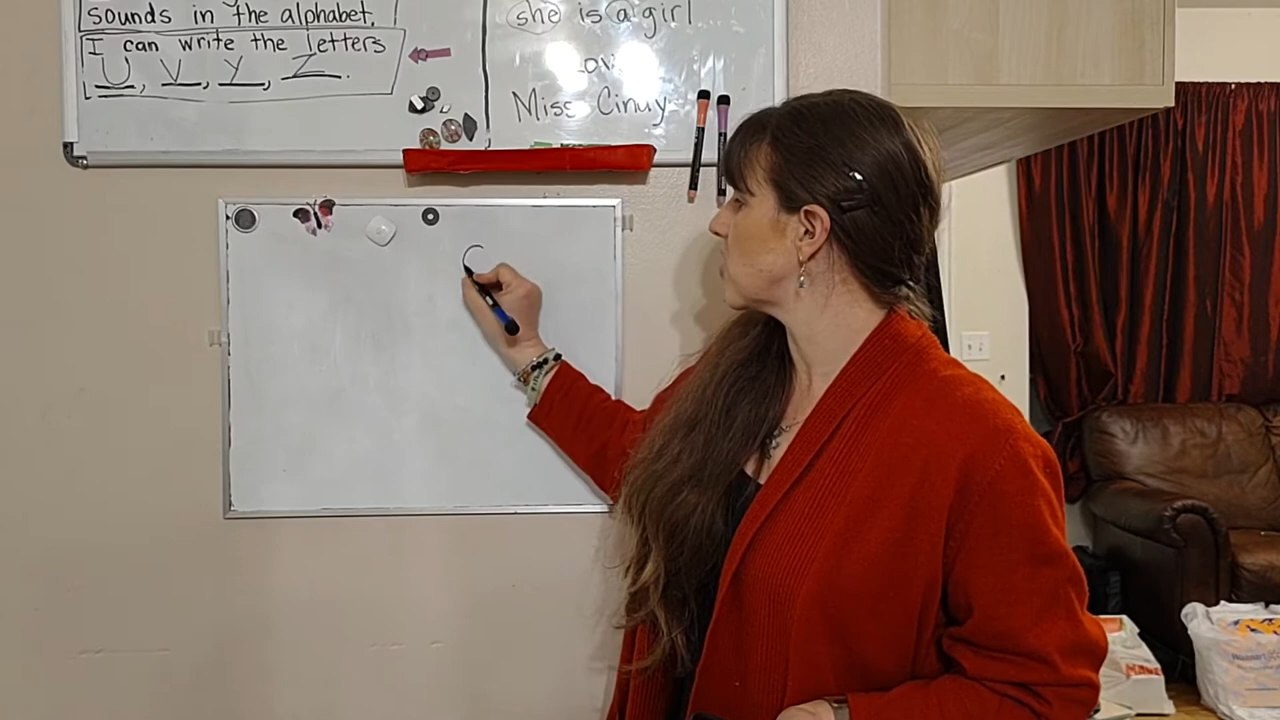 sounds in the alphabet.
I can write the letters
U, V, y, Z.
she is a girl
Miss Cindy